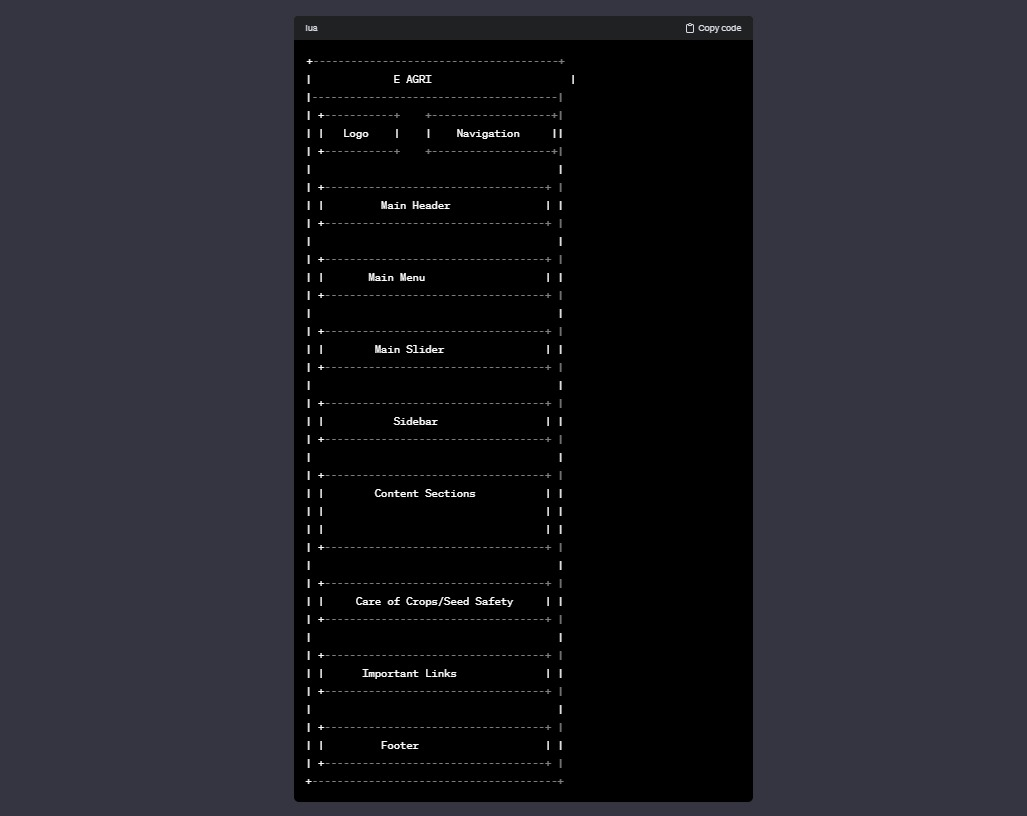 lua Copy code
E AGRI
Logo Navigation
Main Header
Main Menu
Main Slider
Sidebar
Content Sections
Care of Crops/Seed Safety
Important Links
Footer